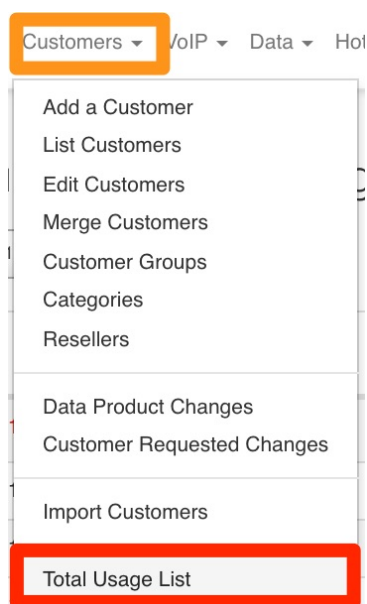 Customers VoIP Data
Add a Customer
List Customers
Edit Customers
Merge Customers
Customer Groups
Categories
Resellers
Data Product Changes
Customer Requested Changes
Import Customers
Total Usage List